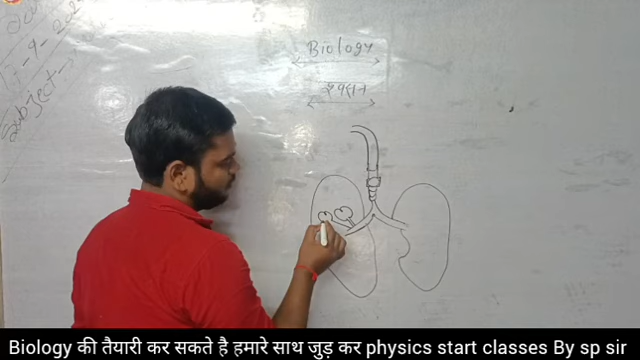 Biology
श्वसन
Subject →
Biology की तैयारी कर सकते है हमारे साथ जुड़ कर physics start classes By sp sir